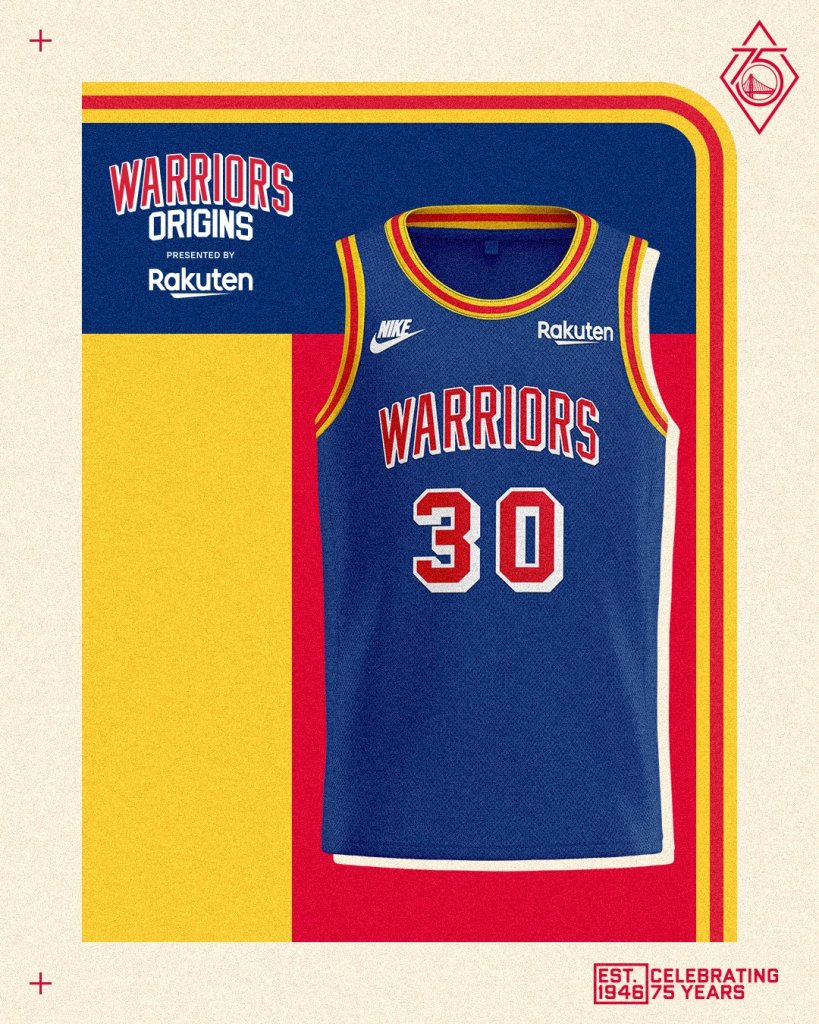 75
WARRIORS
ORIGINS
PRESENTED BY
Rakuten
NIKE
Rakuten
WARRIORS
30
EST.
1946
CELEBRATING
75 YEARS